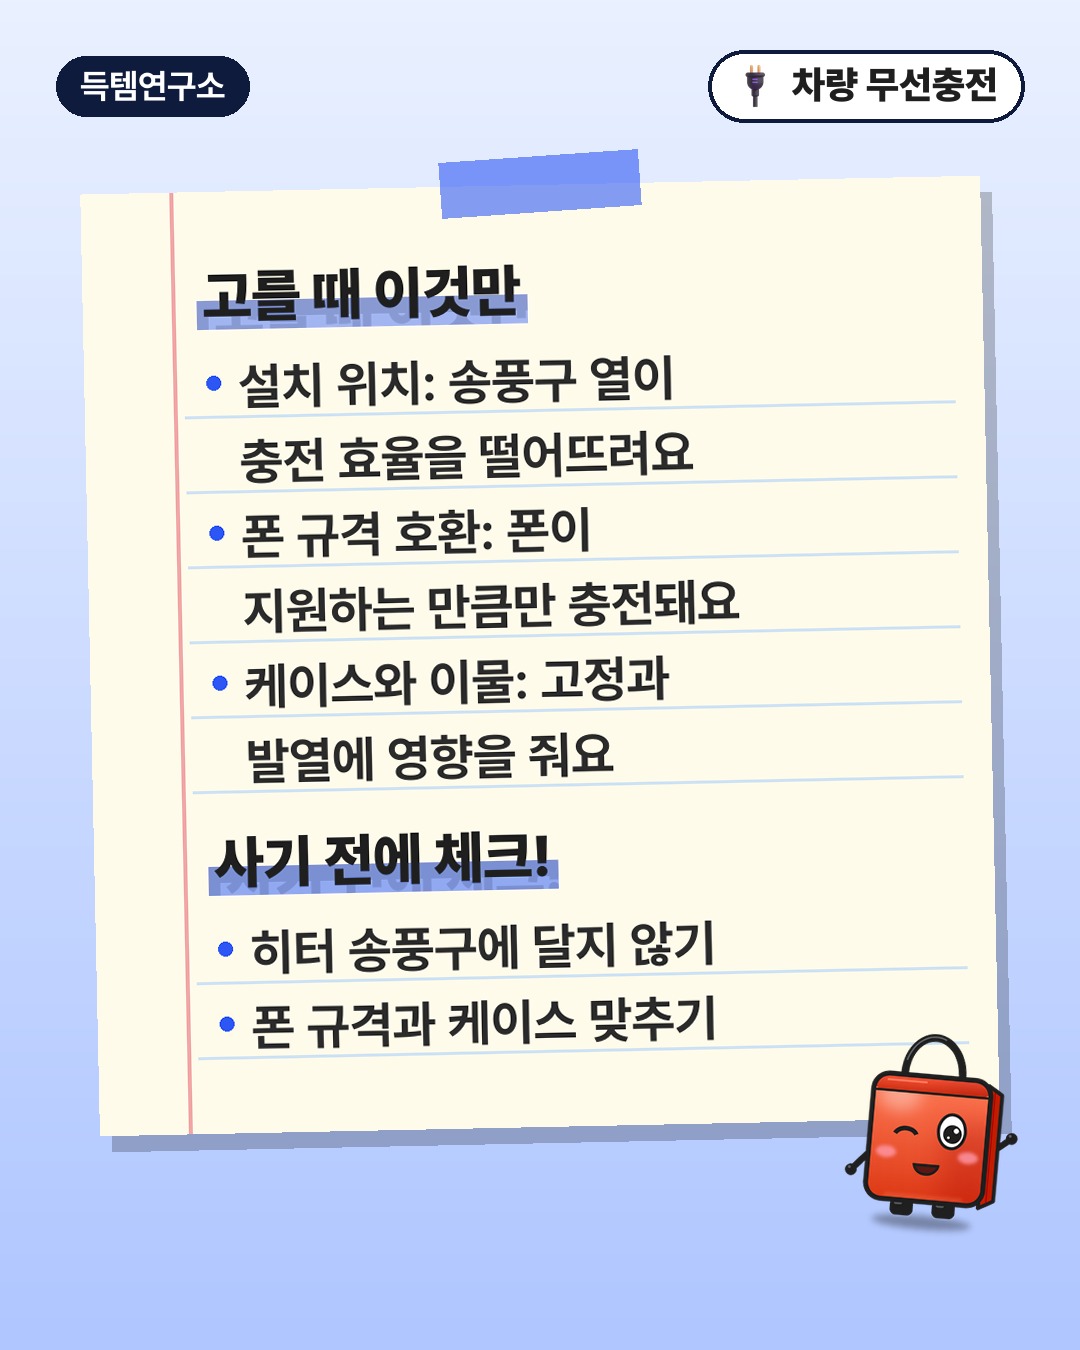 득템연구소
차량 무선충전
고를 때 이것만
• 설치 위치: 송풍구 열이
충전 효율을 떨어뜨려요
• 폰 규격 호환: 폰이
지원하는 만큼만 충전돼요
• 케이스와 이물: 고정과
발열에 영향을 줘요
사기 전에 체크!
• 히터 송풍구에 달지 않기
• 폰 규격과 케이스 맞추기